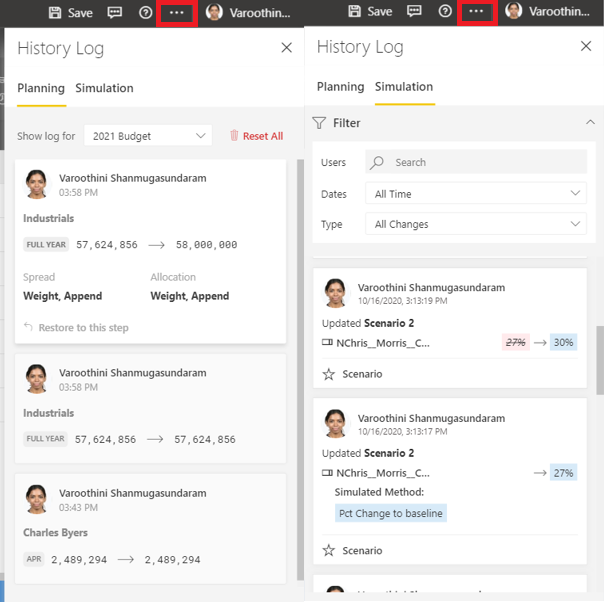 Save
Varoothin...
History Log
Planning
Simulation
Show log for
2021 Budget
Reset All
Varoothini Shanmugasundaram
03:58 PM
Industrials
FULL YEAR
57,624,856
58,000,000
Spread
Allocation
Weight, Append
Weight, Append
Restore to this step
Varoothini Shanmugasundaram
03:58 PM
Industrials
FULL YEAR
57,624,856
57,624,856
Varoothini Shanmugasundaram
03:43 PM
Charles Byers
APR
2,489,294
2,489,294
Save
Varoothin...
History Log
Planning
Simulation
Filter
Users
Search
Dates
All Time
Type
All Changes
Varoothini Shanmugasundaram
10/16/2020, 3:13:19 PM
Updated Scenario 2
NChris__Morris__C...
27%
30%
Scenario
Varoothini Shanmugasundaram
10/16/2020, 3:13:17 PM
Updated Scenario 2
NChris__Morris__C...
27%
Simulated Method:
Pct Change to baseline
Scenario